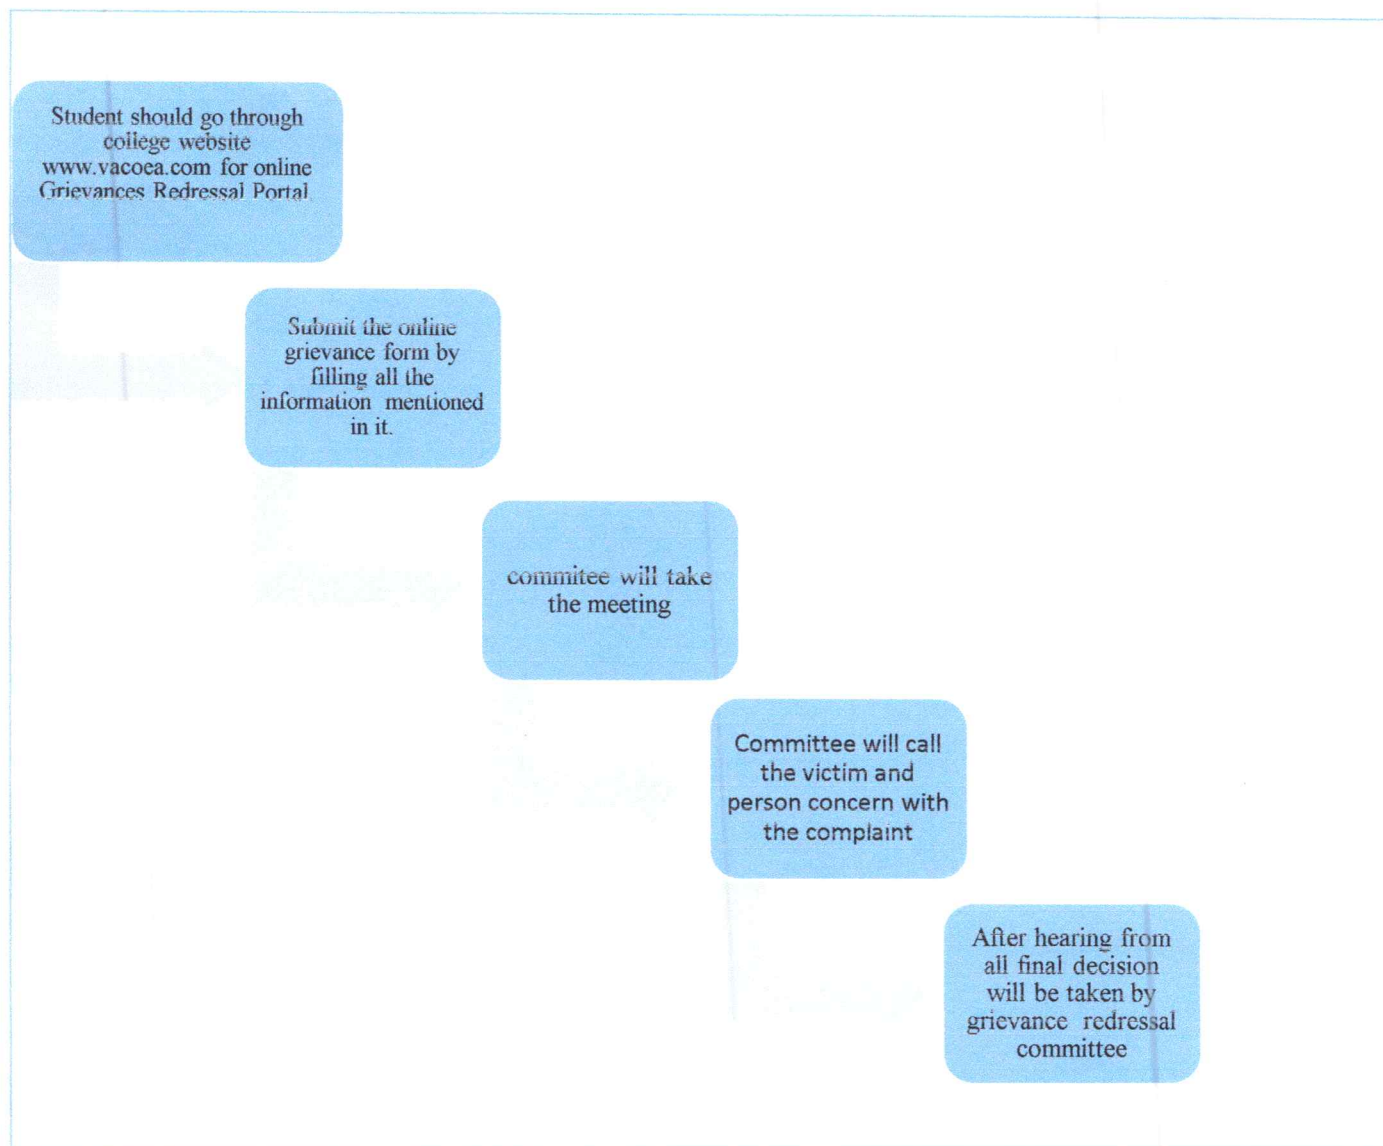 Student should go through
college website
www.vacoea.com for online
Grievances Redressal Portal
Submit the online
grievance form by
filling all the
information mentioned
in it.
commitee will take
the meeting
Committee will call
the victim and
person concern with
the complaint
After hearing from
all final decision
will be taken by
grievance redressal
committee